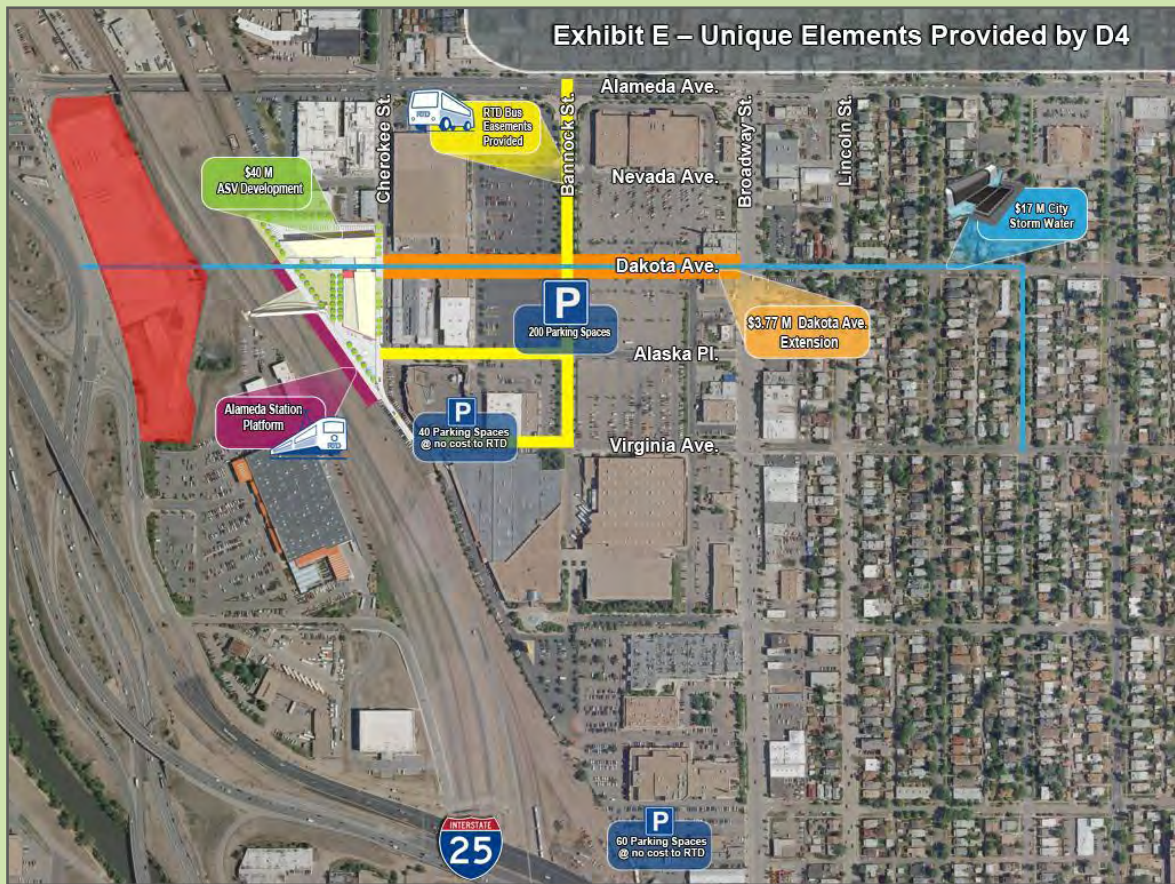 Exhibit E – Unique Elements Provided by D4
Alameda Ave.
RTD Bus
Easements
Provided
Cherokee St.
Bannock St.
Broadway St.
Lincoln St.
$40 M
ASV Development
Nevada Ave.
$17 M City
Storm Water
Dakota Ave.
P
200 Parking Spaces
$3.77 M Dakota Ave.
Extension
Alaska Pl.
Alameda Station
Platform
P
40 Parking Spaces
@ no cost to RTD
Virginia Ave.
INTERSTATE
25
P
60 Parking Spaces
@ no cost to RTD